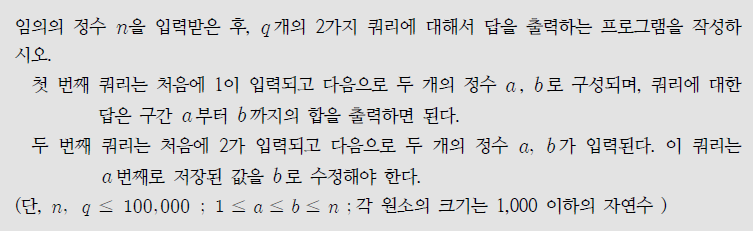 임의의 정수 n을 입력받은 후, q개의 2가지 쿼리에 대해서 답을 출력하는 프로그램을 작성하
시오.
첫 번째 쿼리는 처음에 1이 입력되고 다음으로 두 개의 정수 a, b로 구성되며, 쿼리에 대한
답은 구간 a부터 b까지의 합을 출력하면 된다.
두 번째 쿼리는 처음에 2가 입력되고 다음으로 두 개의 정수 a, b가 입력된다. 이 쿼리는
a번째로 저장된 값을 b로 수정해야 한다.
(단, n, q ≤ 100,000 ; 1 ≤ a ≤ b ≤ n ; 각 원소의 크기는 1,000 이하의 자연수 )